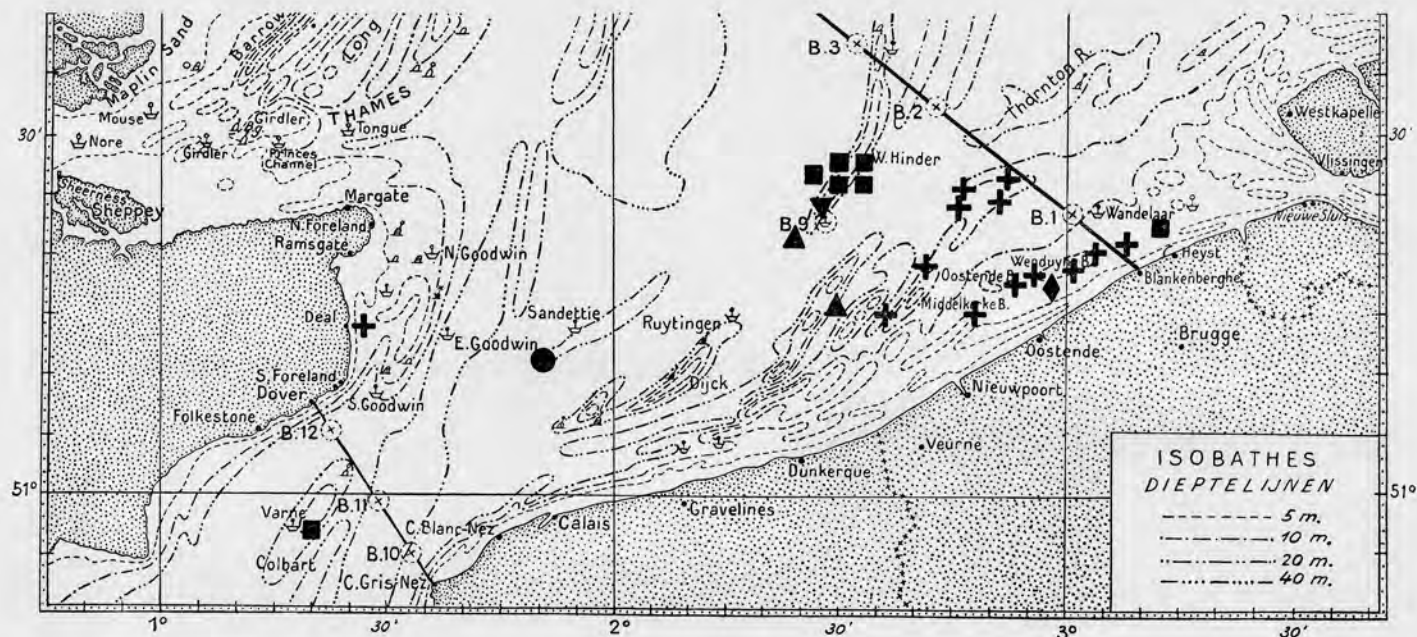 Maplin Sand
Barrow
Long
B.3
Thornton R.
Mouse
Girdler
THAMES
B.2
Westkapelle
30'
Nore
Girdler
Princes
(Channel
Tongue
30'
W. Hinder
Vlissingen
Sheerness
Sheppey
Margate
B.1
Wandelaar
Nieuwe Sluis
N. Foreland
Ramsgate
B.9
N. Goodwin
Wenduyne B.
Heyst
Oostende B.
Blankenberghe
Middelkerke B.
Deal
Sandettie
Ruytingen
E. Goodwin
Oostende
Brugge
S. Foreland
Dover
Dijck
Nieuwpoort
Folkestone
S. Goodwin
B.12
Veurne
Dunkerque
ISOBATHES
DIEPTELIJNEN
5 m.
10 m.
20 m.
40 m.
51°
51°
Varne
B.11
C. Blanc-Nez
Calais
Gravelines
Colbart
B.10
C. Gris-Nez
1°
30'
2°
30'
3°
30'